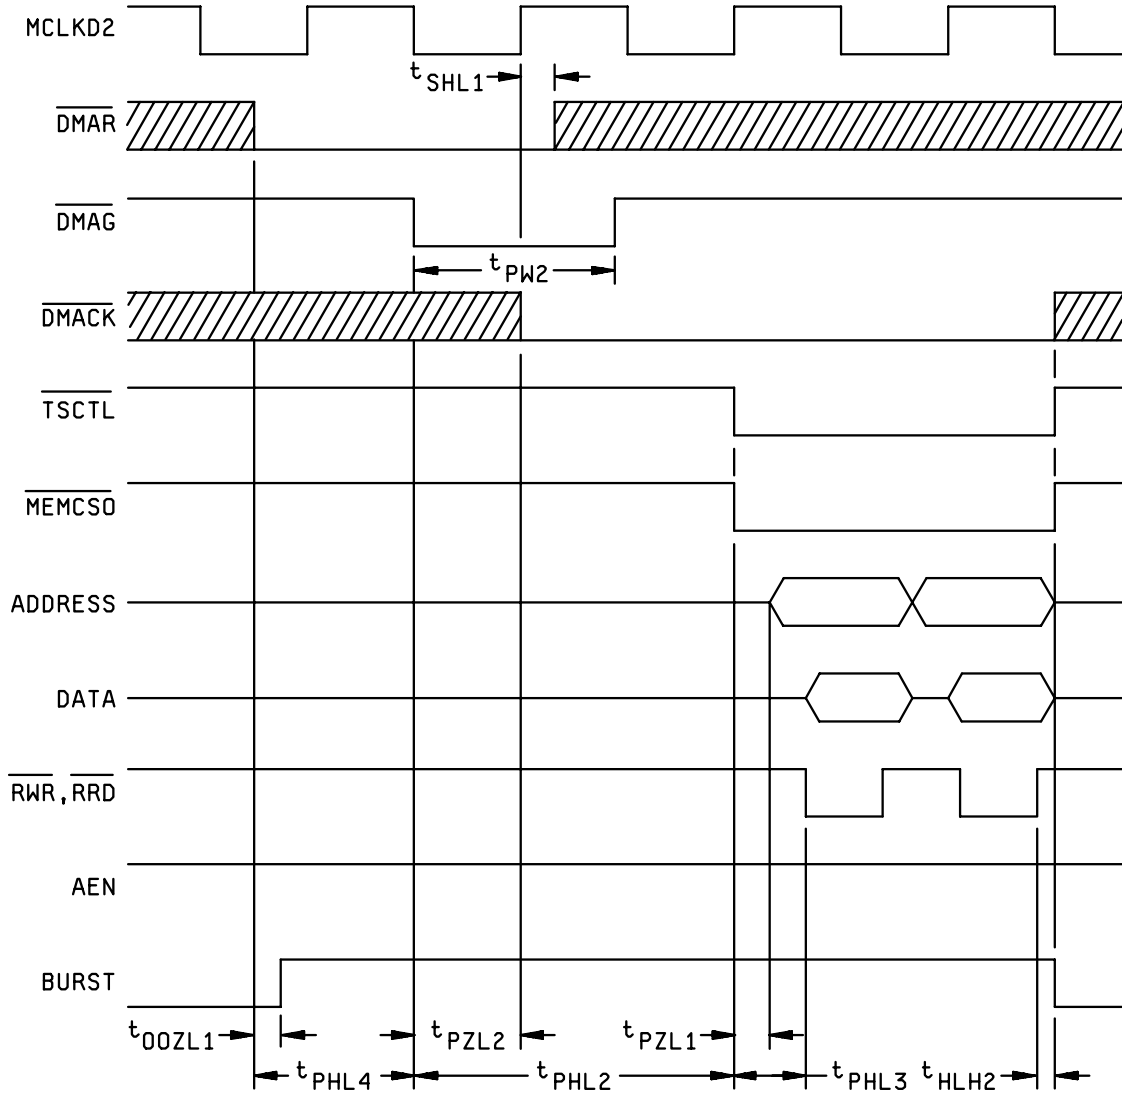 MCLKD2
tSHL1
DMAR
DMAG
tPW2
DMACK
TSCTL
MEMCSO
ADDRESS
DATA
RWR,RRD
AEN
BURST
tOOZL1 tPZL2 tPZL1
tPHL4 tPHL2 tPHL3 tHLH2